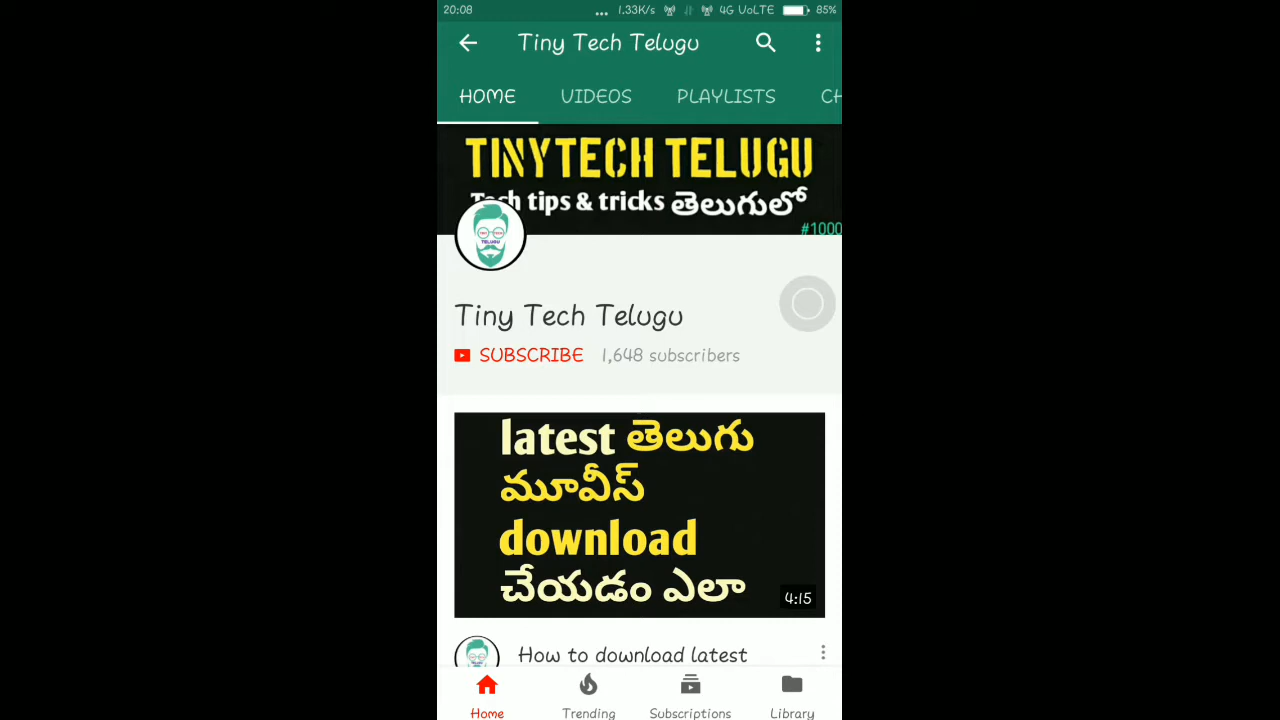 20:08 ... 1.33K/s 4G VoLTE 85%
Tiny Tech Telugu
HOME VIDEOS PLAYLISTS CH
TINYTECH TELUGU
Tech tips & tricks తెలుగులో
#1000
TELUGU
Tiny Tech Telugu
SUBSCRIBE 1,648 subscribers
latest తెలుగు
మూవీస్
download
చేయడం ఎలా
4:15
How to download latest
Home Trending Subscriptions Library